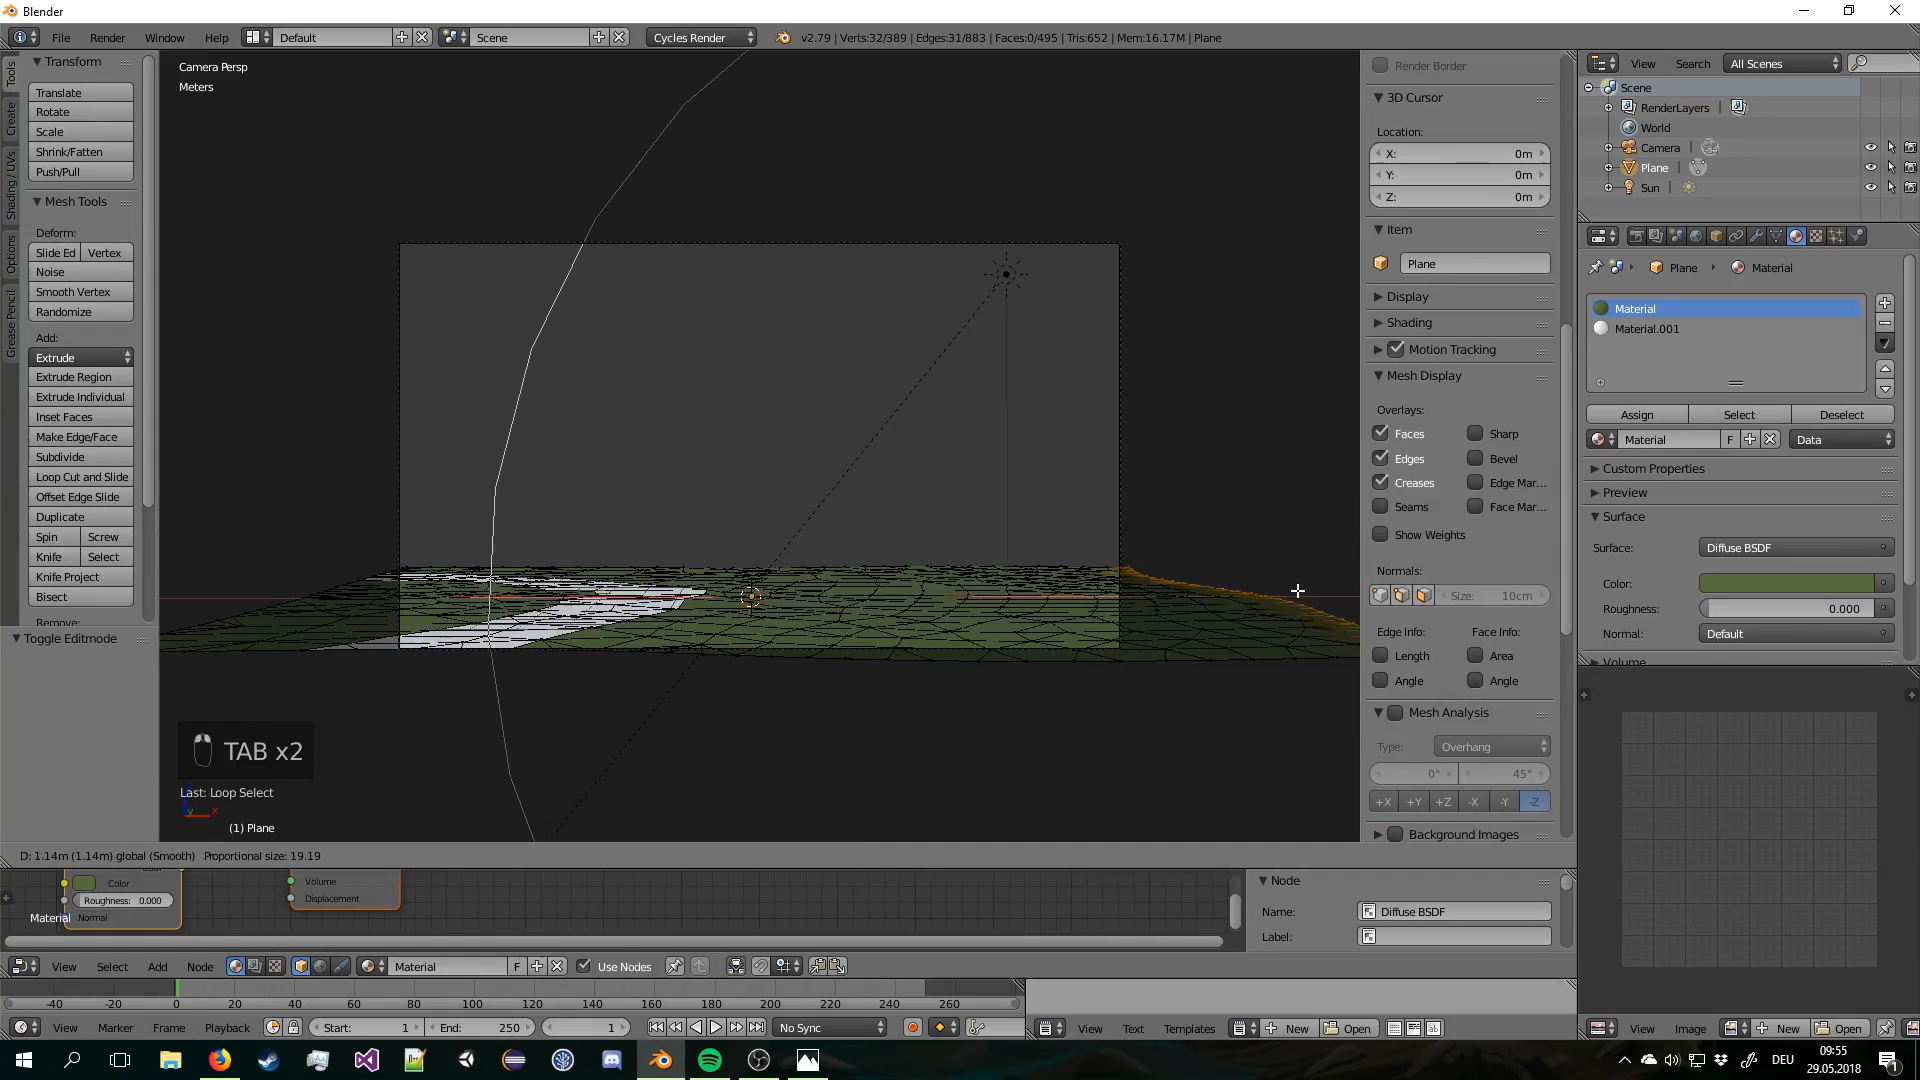 Blender
File Render Window Help Default Scene Cycles Render v2.79 | Verts:32/389 | Edges:31/883 | Faces:0/495 | Tris:652 | Mem:16.17M | Plane
Tools
Create
Shading / UVs
Options
Grease Pencil
Transform
Translate
Rotate
Scale
Shrink/Fatten
Push/Pull
Mesh Tools
Deform:
Slide Ed Vertex
Noise
Smooth Vertex
Randomize
Add:
Extrude
Extrude Region
Extrude Individual
Inset Faces
Make Edge/Face
Subdivide
Loop Cut and Slide
Offset Edge Slide
Duplicate
Spin Screw
Knife Select
Knife Project
Bisect
Remove:
Toggle Editmode
Camera Persp
Meters
TAB x2
Last: Loop Select
(1) Plane
Render Border
3D Cursor
Location:
X: 0m
Y: 0m
Z: 0m
Item
Plane
Display
Shading
Motion Tracking
Mesh Display
Overlays:
Faces Sharp
Edges Bevel
Creases Edge Mar...
Seams Face Mar...
Show Weights
Normals:
Size: 10cm
Edge Info: Face Info:
Length Area
Angle Angle
Mesh Analysis
Type: Overhang
0° 45°
+X +Y +Z -X -Y -Z
Background Images
View Search All Scenes
Scene
RenderLayers
World
Camera
Plane
Sun
Plane Material
Material
Material.001
Assign Select Deselect
Material F Data
Custom Properties
Preview
Surface
Surface: Diffuse BSDF
Color:
Roughness: 0.000
Normal: Default
Volume
D: 1.14m (1.14m) global (Smooth) Proportional size: 19.19
Color
Roughness: 0.000
Normal
Material
Volume
Displacement
Node
Name: Diffuse BSDF
Label:
View Select Add Node Material F Use Nodes
-40 -20 0 20 40 60 80 100 120 140 160 180 200 220 240 260
View Marker Frame Playback Start: 1 End: 250 1 No Sync
View Text Templates New Open
View Image New Open
DEU
09:55
29.05.2018
1